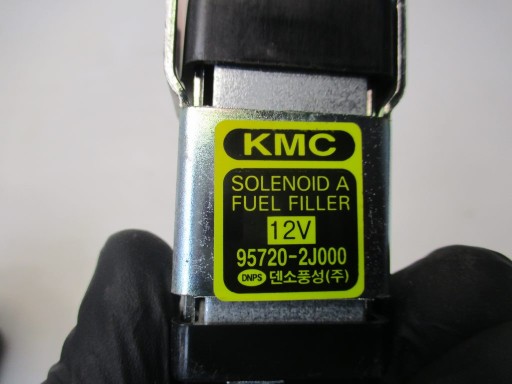 KMC
SOLENOID A
FUEL FILLER
12V
95720-2J000
DNPS 덴소풍성(주)